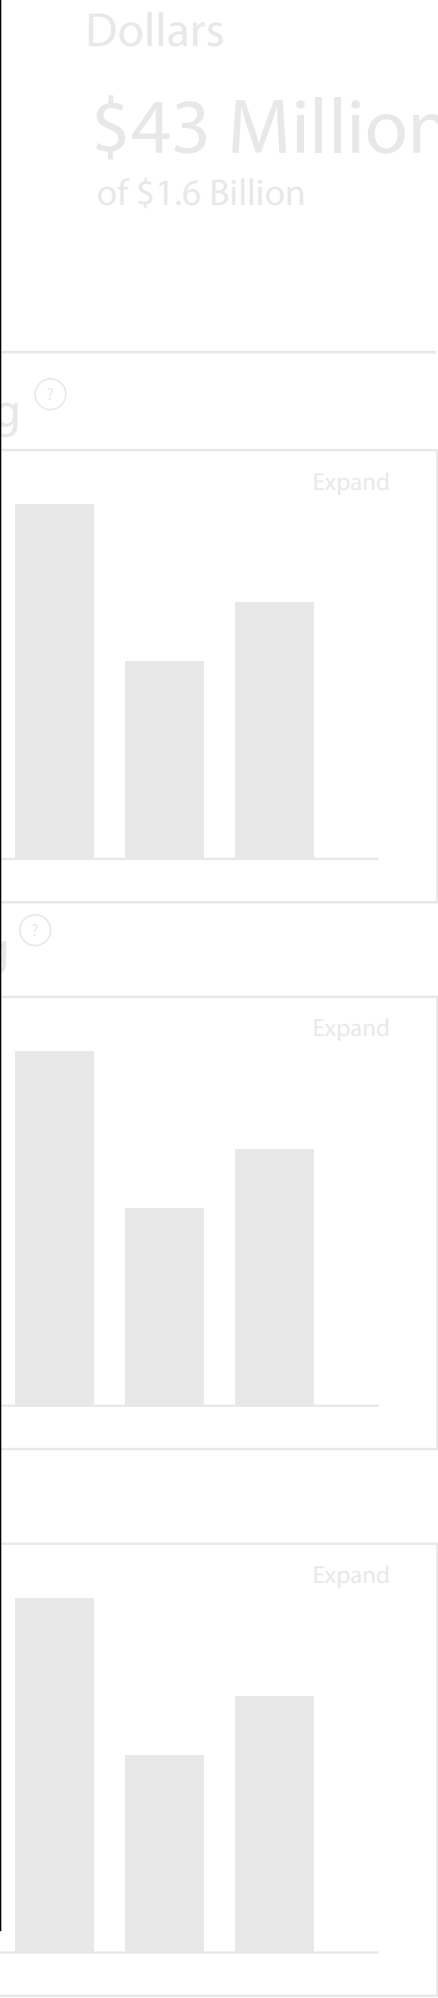 Dollars
$43 Million
of $1.6 Billion
?
Expand
?
Expand
Expand